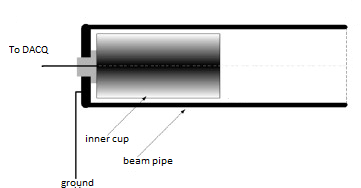 To DACQ
inner cup
beam pipe
ground